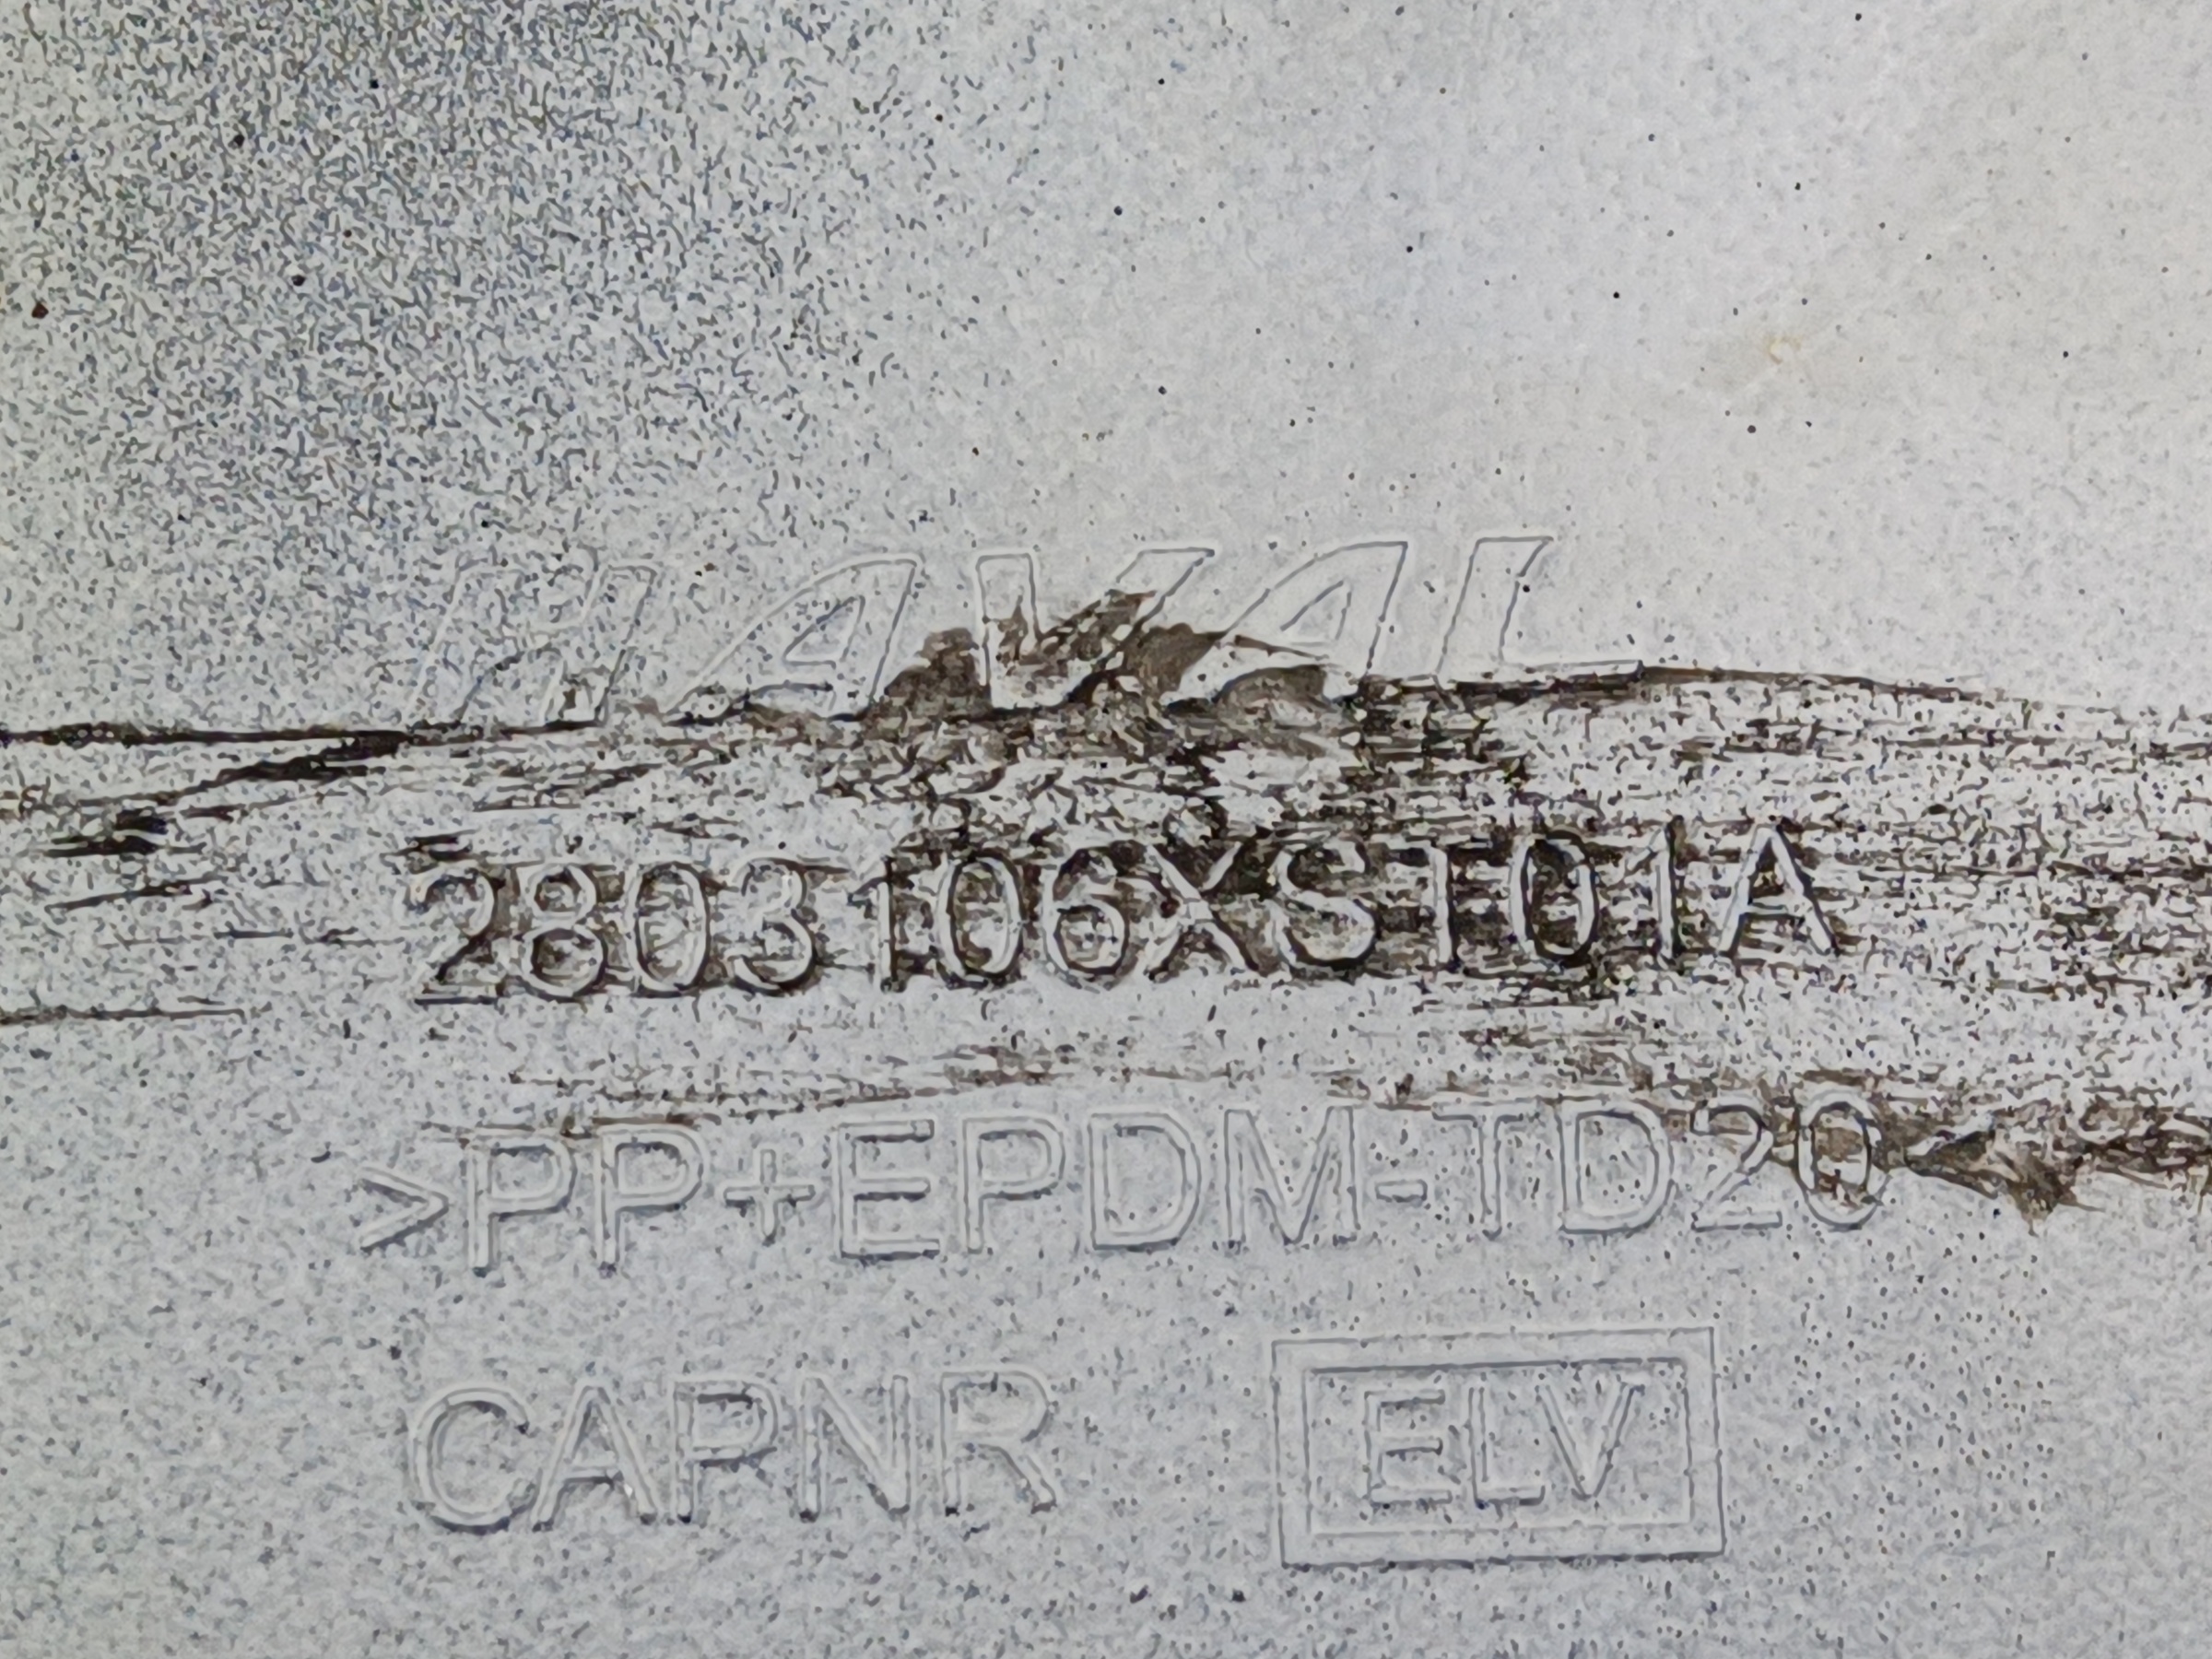 HAVAL
2803106XST01A
>PP+EPDM-TD20
CAPNR ELV